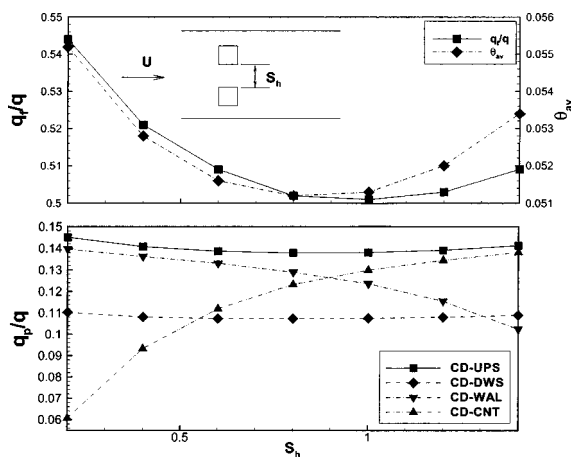 0.55
0.54
0.53
0.52
0.51
0.5
q_f/q
U
S_h
q_f/q
θ_av
0.056
0.055
0.054
0.053
0.052
0.051
θ_av
0.15
0.14
0.13
0.12
0.11
0.1
0.09
0.08
0.07
0.06
q_p/q
CD-UPS
CD-DWS
CD-WAL
CD-CNT
0.5
1
S_h